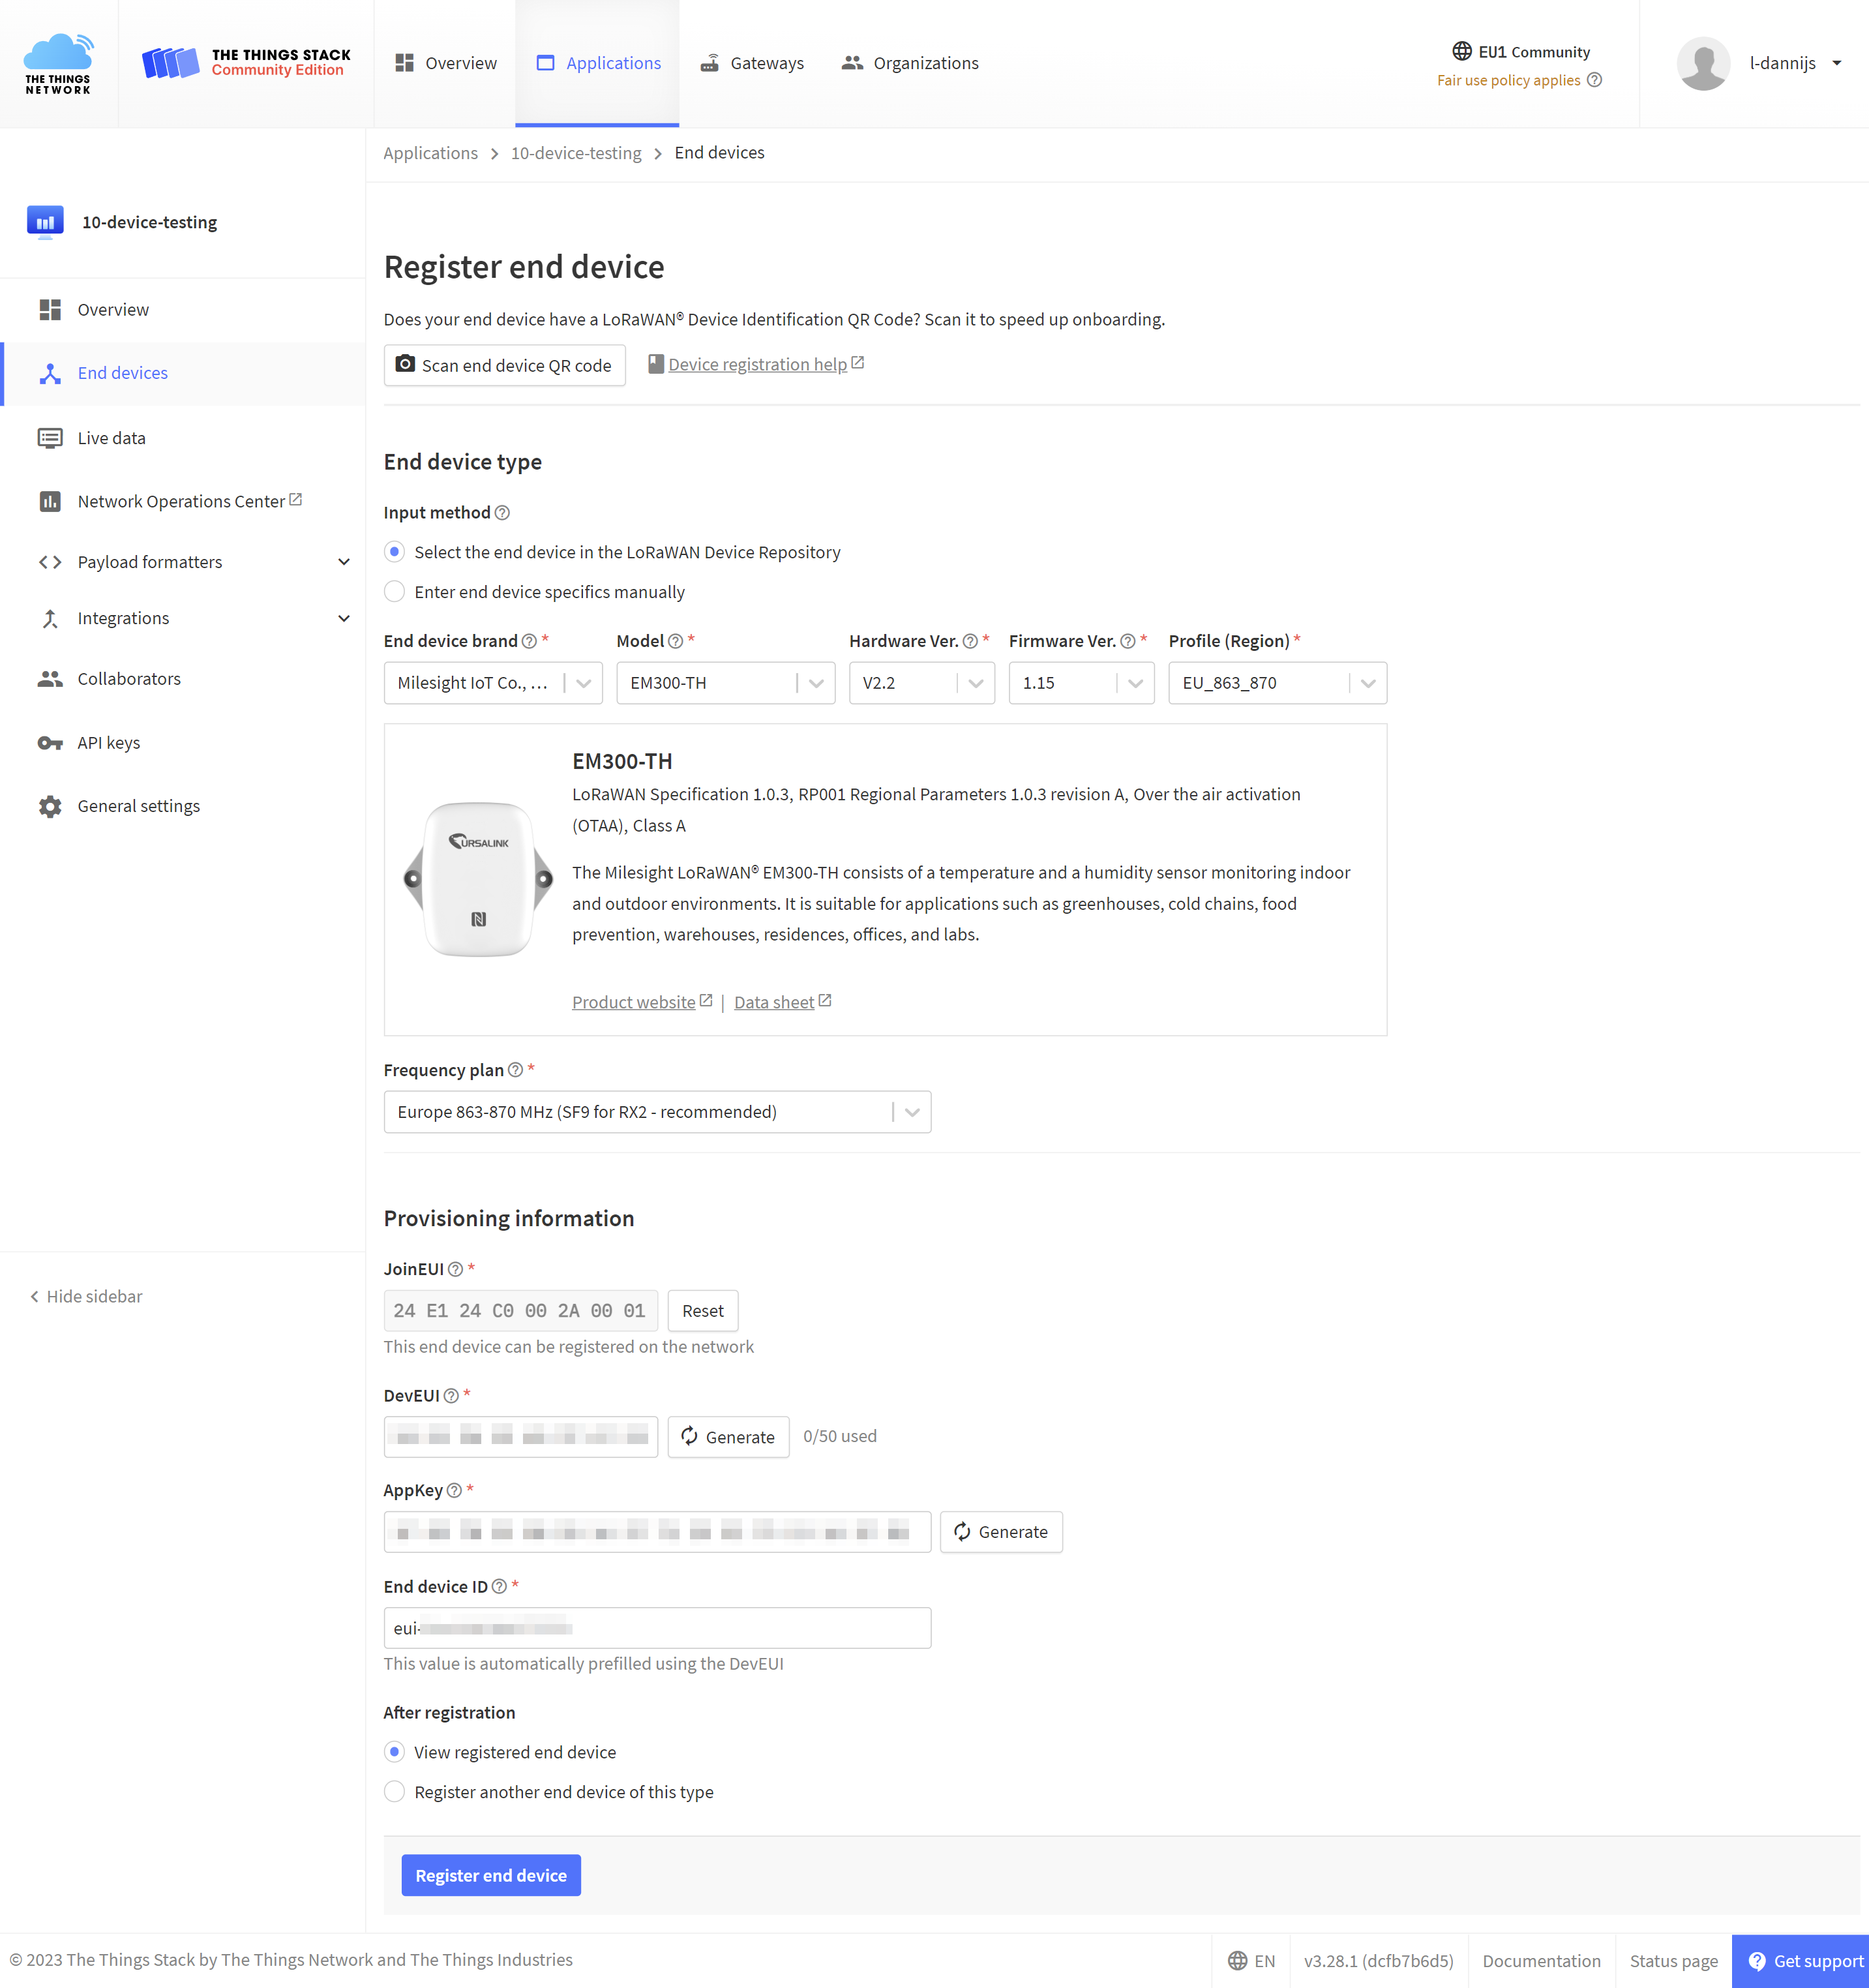 THE THINGS
NETWORK
THE THINGS STACK
Community Edition
Overview
Applications
Gateways
Organizations
EU1 Community
Fair use policy applies
l-dannijs
Applications > 10-device-testing > End devices
10-device-testing
Overview
End devices
Live data
Network Operations Center
Payload formatters
Integrations
Collaborators
API keys
General settings
Hide sidebar
Register end device
Does your end device have a LoRaWAN® Device Identification QR Code? Scan it to speed up onboarding.
Scan end device QR code
Device registration help
End device type
Input method
Select the end device in the LoRaWAN Device Repository
Enter end device specifics manually
End device brand * Model * Hardware Ver. * Firmware Ver. * Profile (Region) *
Milesight IoT Co., ... EM300-TH V2.2 1.15 EU_863_870
URSALINK
EM300-TH
LoRaWAN Specification 1.0.3, RP001 Regional Parameters 1.0.3 revision A, Over the air activation
(OTAA), Class A
The Milesight LoRaWAN® EM300-TH consists of a temperature and a humidity sensor monitoring indoor
and outdoor environments. It is suitable for applications such as greenhouses, cold chains, food
prevention, warehouses, residences, offices, and labs.
Product website | Data sheet
Frequency plan *
Europe 863-870 MHz (SF9 for RX2 - recommended)
Provisioning information
JoinEUI *
24 E1 24 C0 00 2A 00 01 Reset
This end device can be registered on the network
DevEUI *
Generate 0/50 used
AppKey *
Generate
End device ID *
eui-
This value is automatically prefilled using the DevEUI
After registration
View registered end device
Register another end device of this type
Register end device
© 2023 The Things Stack by The Things Network and The Things Industries
EN
v3.28.1 (dcfb7b6d5)
Documentation
Status page
Get support